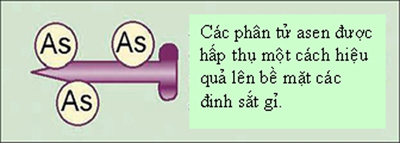 As
As
As
Các phân tử asen được
hấp thụ một cách hiệu
quả lên bề mặt các
đinh sắt gỉ.